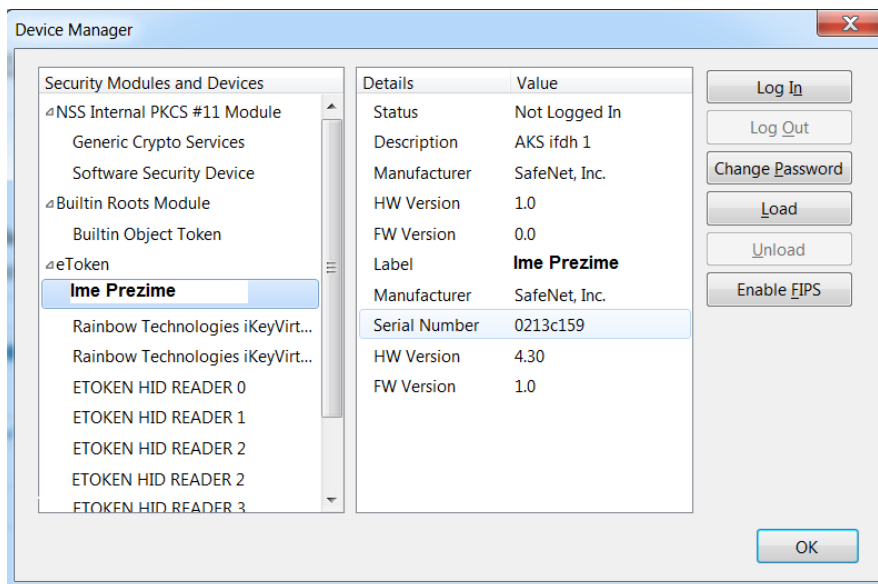 Device Manager
Security Modules and Devices
NSS Internal PKCS #11 Module
Generic Crypto Services
Software Security Device
Builtin Roots Module
Builtin Object Token
eToken
Ime Prezime
Rainbow Technologies iKeyVirt...
Rainbow Technologies iKeyVirt...
ETOKEN HID READER 0
ETOKEN HID READER 1
ETOKEN HID READER 2
ETOKEN HID READER 2
ETOKEN HID READER 3
Details Value
Status Not Logged In
Description AKS ifdh 1
Manufacturer SafeNet, Inc.
HW Version 1.0
FW Version 0.0
Label Ime Prezime
Manufacturer SafeNet, Inc.
Serial Number 0213c159
HW Version 4.30
FW Version 1.0
Log In
Log Out
Change Password
Load
Unload
Enable FIPS
OK